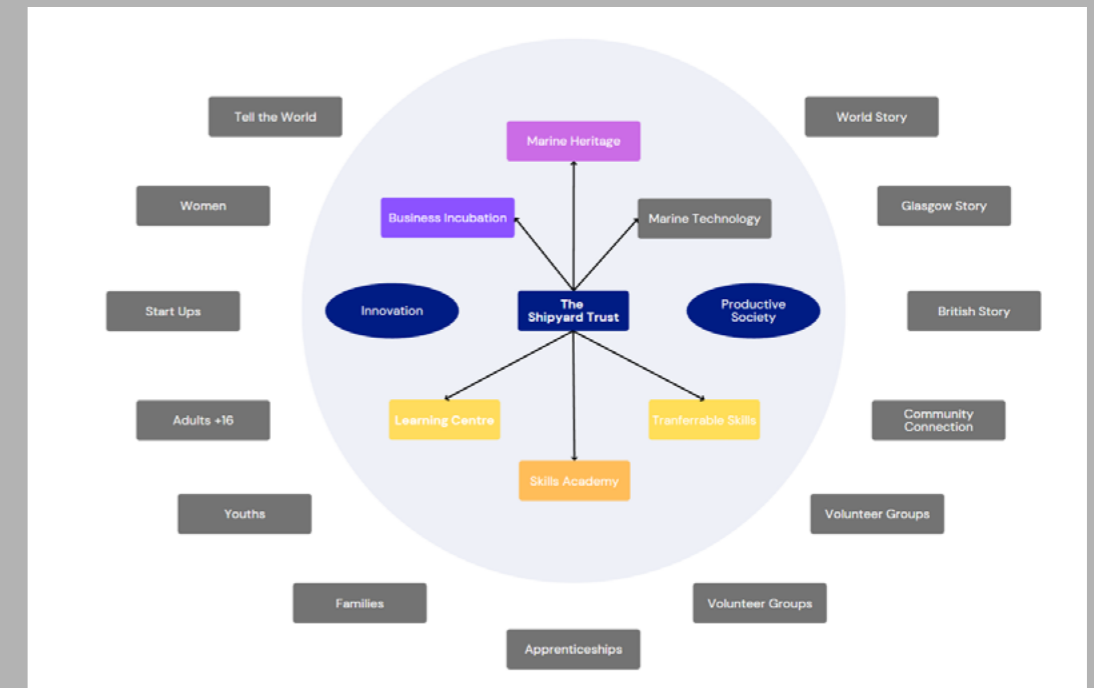 Tell the World
World Story
Marine Heritage
Women
Glasgow Story
Business Incubation
Marine Technology
Start Ups
Innovation
The
Shipyard Trust
Productive
Society
British Story
Adults +16
Learning Centre
Tranferrable Skills
Community
Connection
Skills Academy
Youths
Volunteer Groups
Families
Volunteer Groups
Apprenticeships